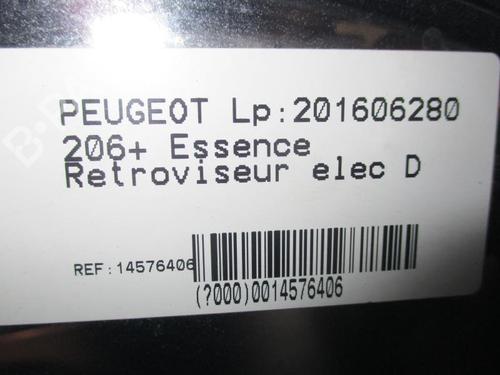 PEUGEOT Lp:201606280
206+ Essence
Retroviseur elec D
REF:14576406
(?000)0014576406